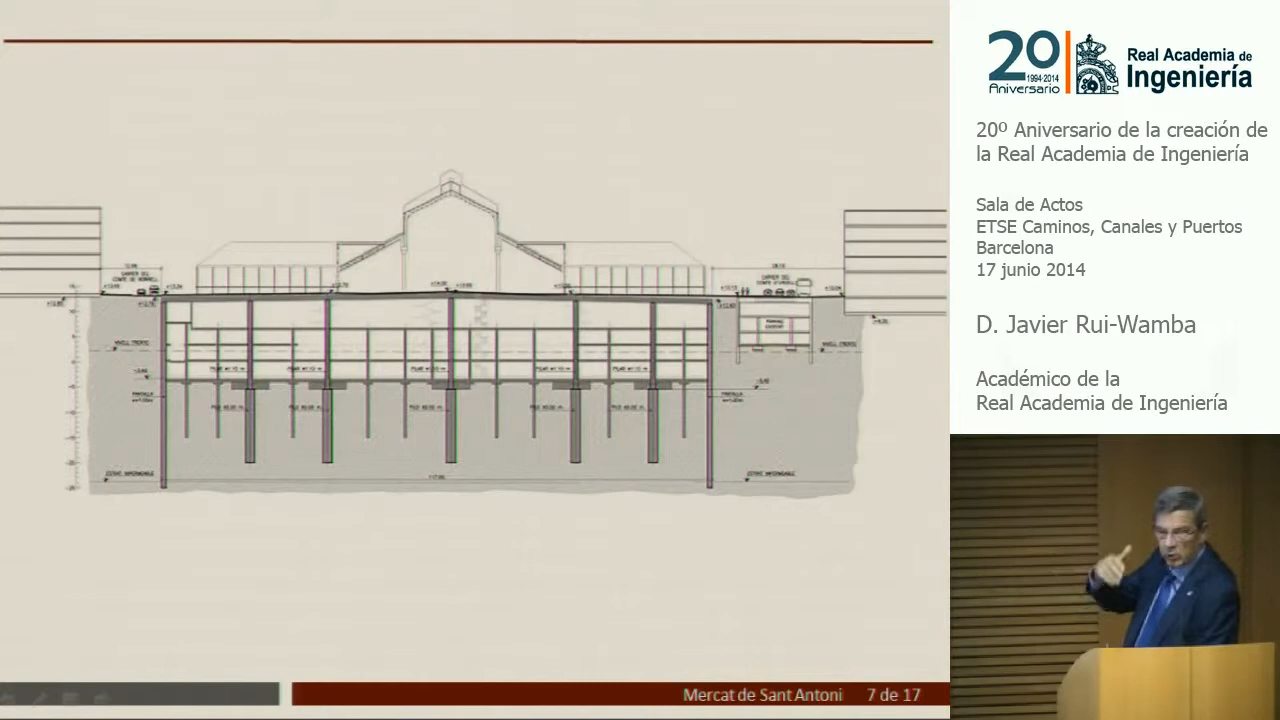 Mercat de Sant Antoni 7 de 17
20
1994-2014
Aniversario
Real Academia de
Ingeniería
20º Aniversario de la creación de
la Real Academia de Ingeniería
Sala de Actos
ETSE Caminos, Canales y Puertos
Barcelona
17 junio 2014
D. Javier Rui-Wamba
Académico de la
Real Academia de Ingeniería